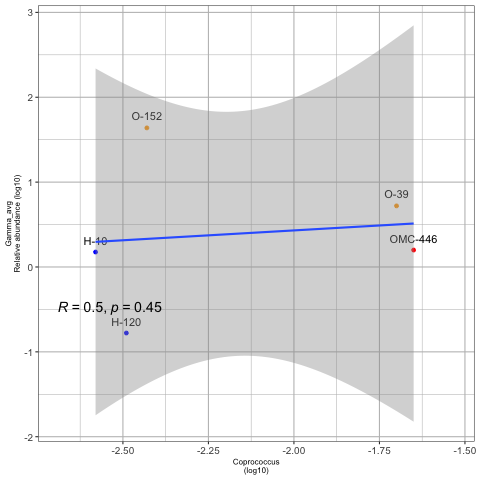 3
2
1
0
-1
-2
Gamma_avg
Relative abundance (log10)
O-152
O-39
H-10
OMC-446
R = 0.5, p = 0.45
H-120
-2.50
-2.25
-2.00
-1.75
-1.50
Coprococcus
(log10)